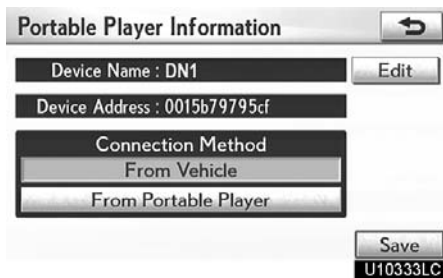 Portable Player Information
Device Name : DN1
Edit
Device Address : 0015b79795cf
Connection Method
From Vehicle
From Portable Player
Save
U10333LC